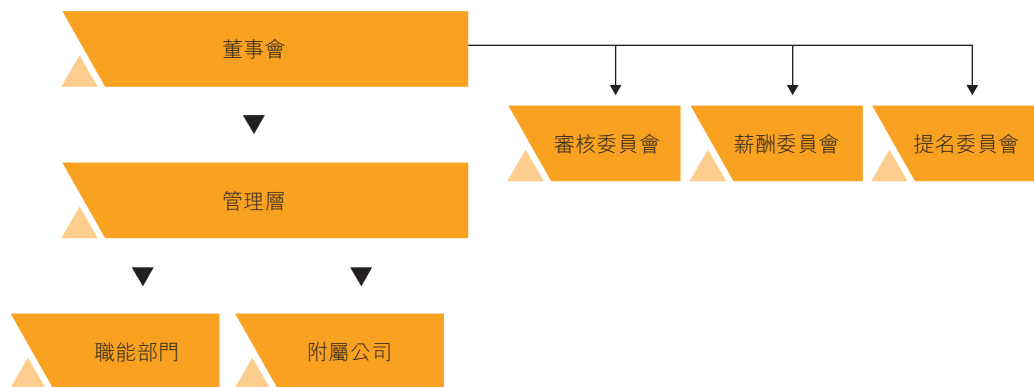 董事會
審核委員會
薪酬委員會
提名委員會
管理層
職能部門
附屬公司